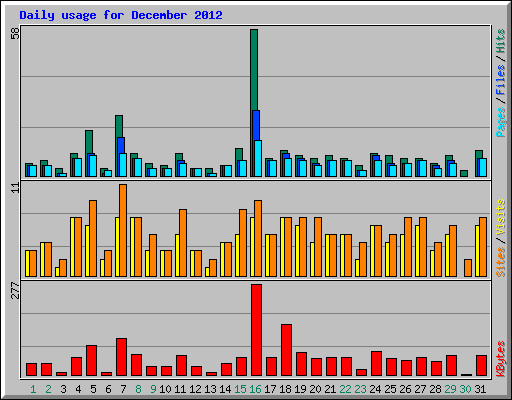 Daily usage for December 2012
58
Pages / Files / Hits
11
Sites / Visits
277
KBytes
1 2 3 4 5 6 7 8 9 10 11 12 13 14 15 16 17 18 19 20 21 22 23 24 25 26 27 28 29 30 31